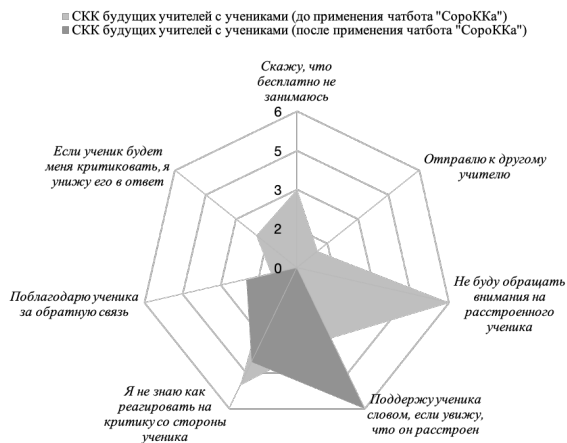 СКК будущих учителей с учениками (до применения чатбота "СороККа")
СКК будущих учителей с учениками (после применения чатбота "СороККа")
Скажу, что
бесплатно не
занимаюсь
6
5
3
2
0
Отправлю к другому
учителю
Не буду обращать
внимания на
расстроенного
ученика
Поддержу ученика
словом, если увижу,
что он расстроен
Я не знаю как
реагировать на
критику со стороны
ученика
Поблагодарю ученика
за обратную связь
Если ученик будет
меня критиковать, я
унижу его в ответ